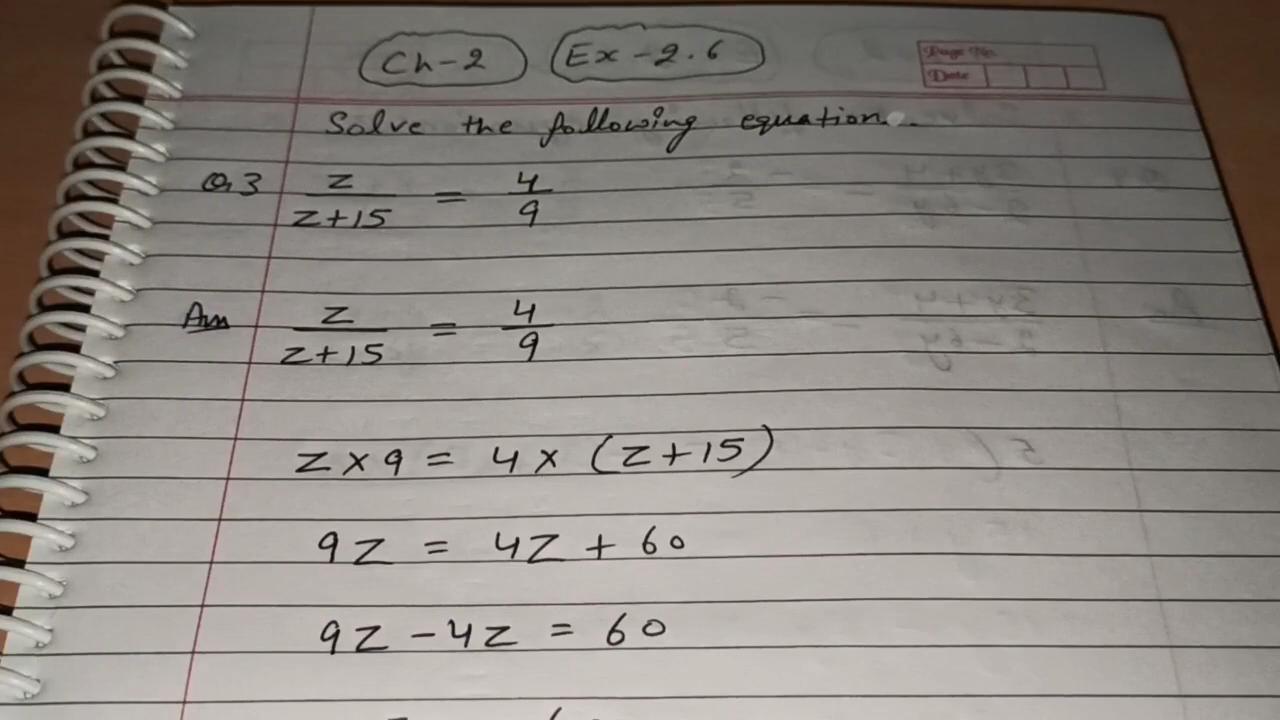 Ch-2 Ex-2.6
Page No.
Date
Solve the following equation.
Q.3 z/(z+15) = 4/9
Ans z/(z+15) = 4/9
z×9 = 4×(z+15)
9z = 4z + 60
9z - 4z = 60